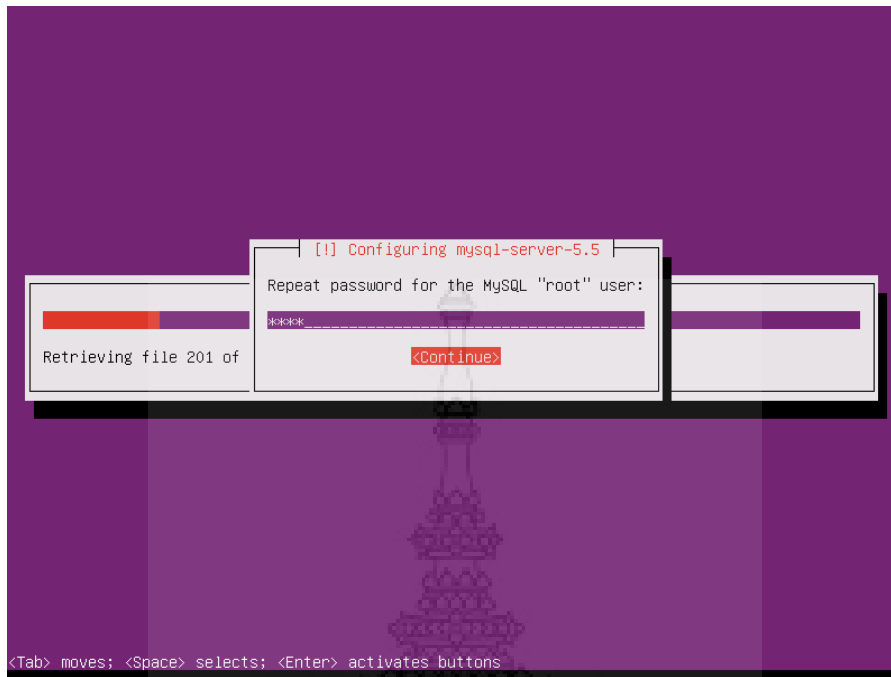 [!] Configuring mysql-server-5.5
Repeat password for the MySQL "root" user:
****
Retrieving file 201 of
<Continue>
<Tab> moves; <Space> selects; <Enter> activates buttons